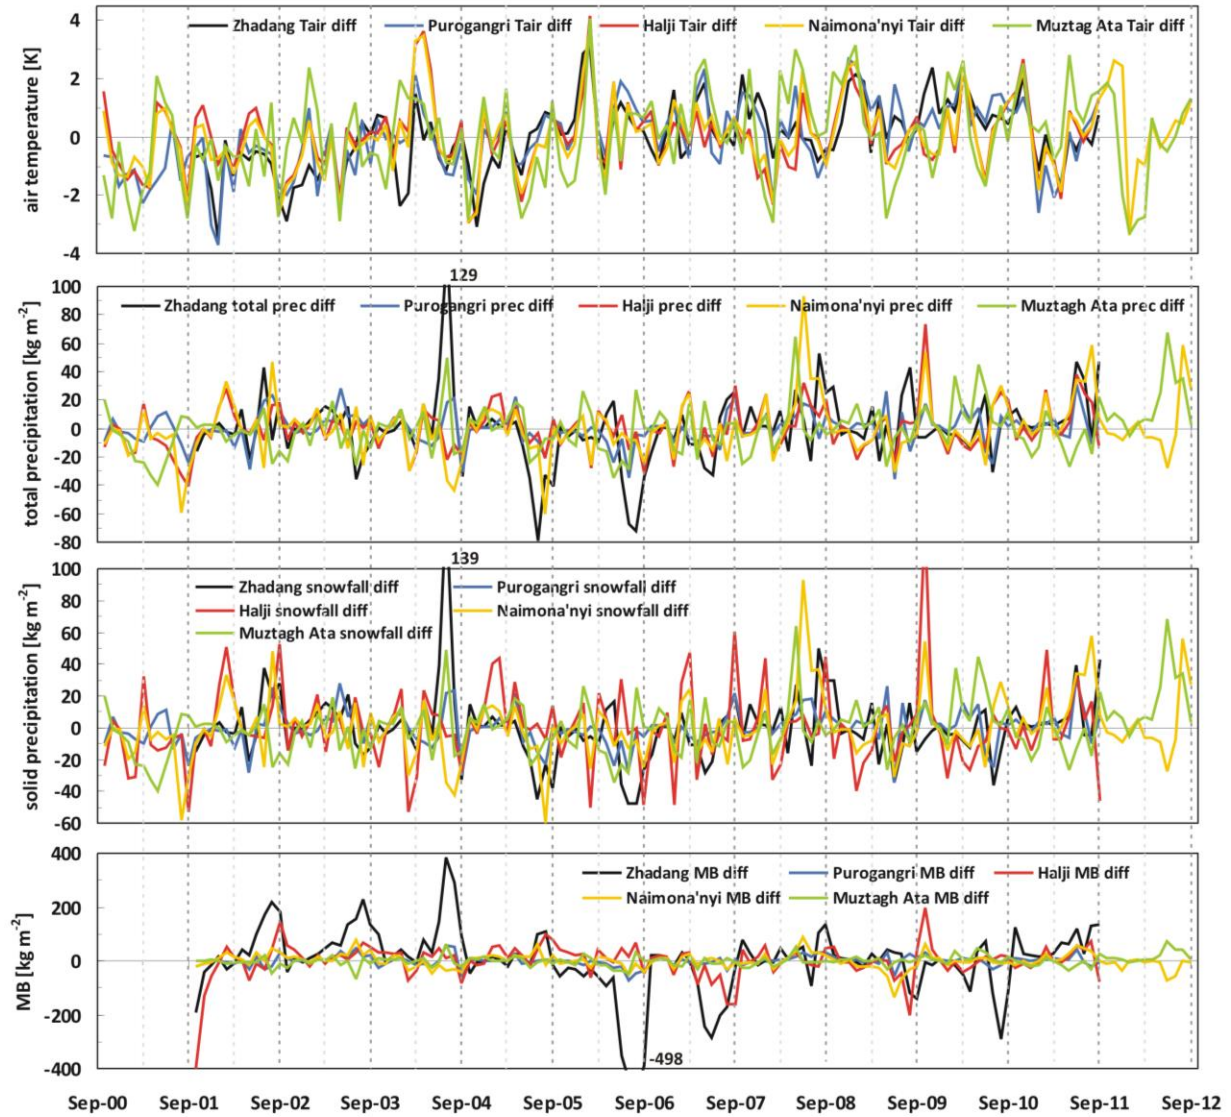 4
2
0
-2
-4
air temperature [K]
Zhadang Tair diff Purogangri Tair diff Halji Tair diff Naimona'nyi Tair diff Muztag Ata Tair diff
129
100
80
60
40
20
0
-20
-40
-60
-80
total precipitation [kg m-2]
Zhadang total prec diff Purogangri prec diff Halji prec diff Naimona'nyi prec diff Muztagh Ata prec diff
139
100
80
60
40
20
0
-20
-40
-60
solid precipitation [kg m-2]
Zhadang snowfall diff Purogangri snowfall diff
Halji snowfall diff Naimona'nyi snowfall diff
Muztagh Ata snowfall diff
400
200
0
-200
-400
MB [kg m-2]
Zhadang MB diff Purogangri MB diff Halji MB diff
Naimona'nyi MB diff Muztagh Ata MB diff
-498
Sep-00 Sep-01 Sep-02 Sep-03 Sep-04 Sep-05 Sep-06 Sep-07 Sep-08 Sep-09 Sep-10 Sep-11 Sep-12